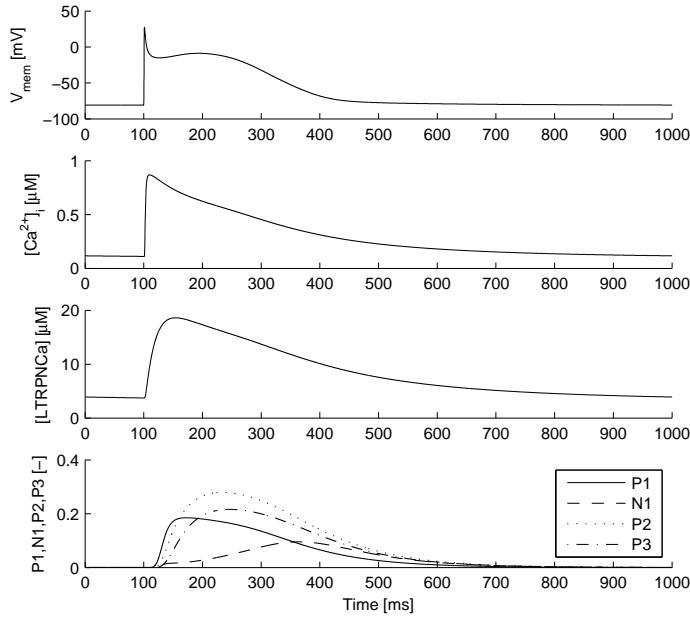 V_mem [mV]
50
0
−50
−100
0 100 200 300 400 500 600 700 800 900 1000
[Ca²⁺]_i [μM]
1
0.5
0
0 100 200 300 400 500 600 700 800 900 1000
[LTRPNCa] [μM]
20
10
0
0 100 200 300 400 500 600 700 800 900 1000
P1,N1,P2,P3 [-]
0.4
0.2
0
P1
N1
P2
P3
0 100 200 300 400 500 600 700 800 900 1000
Time [ms]